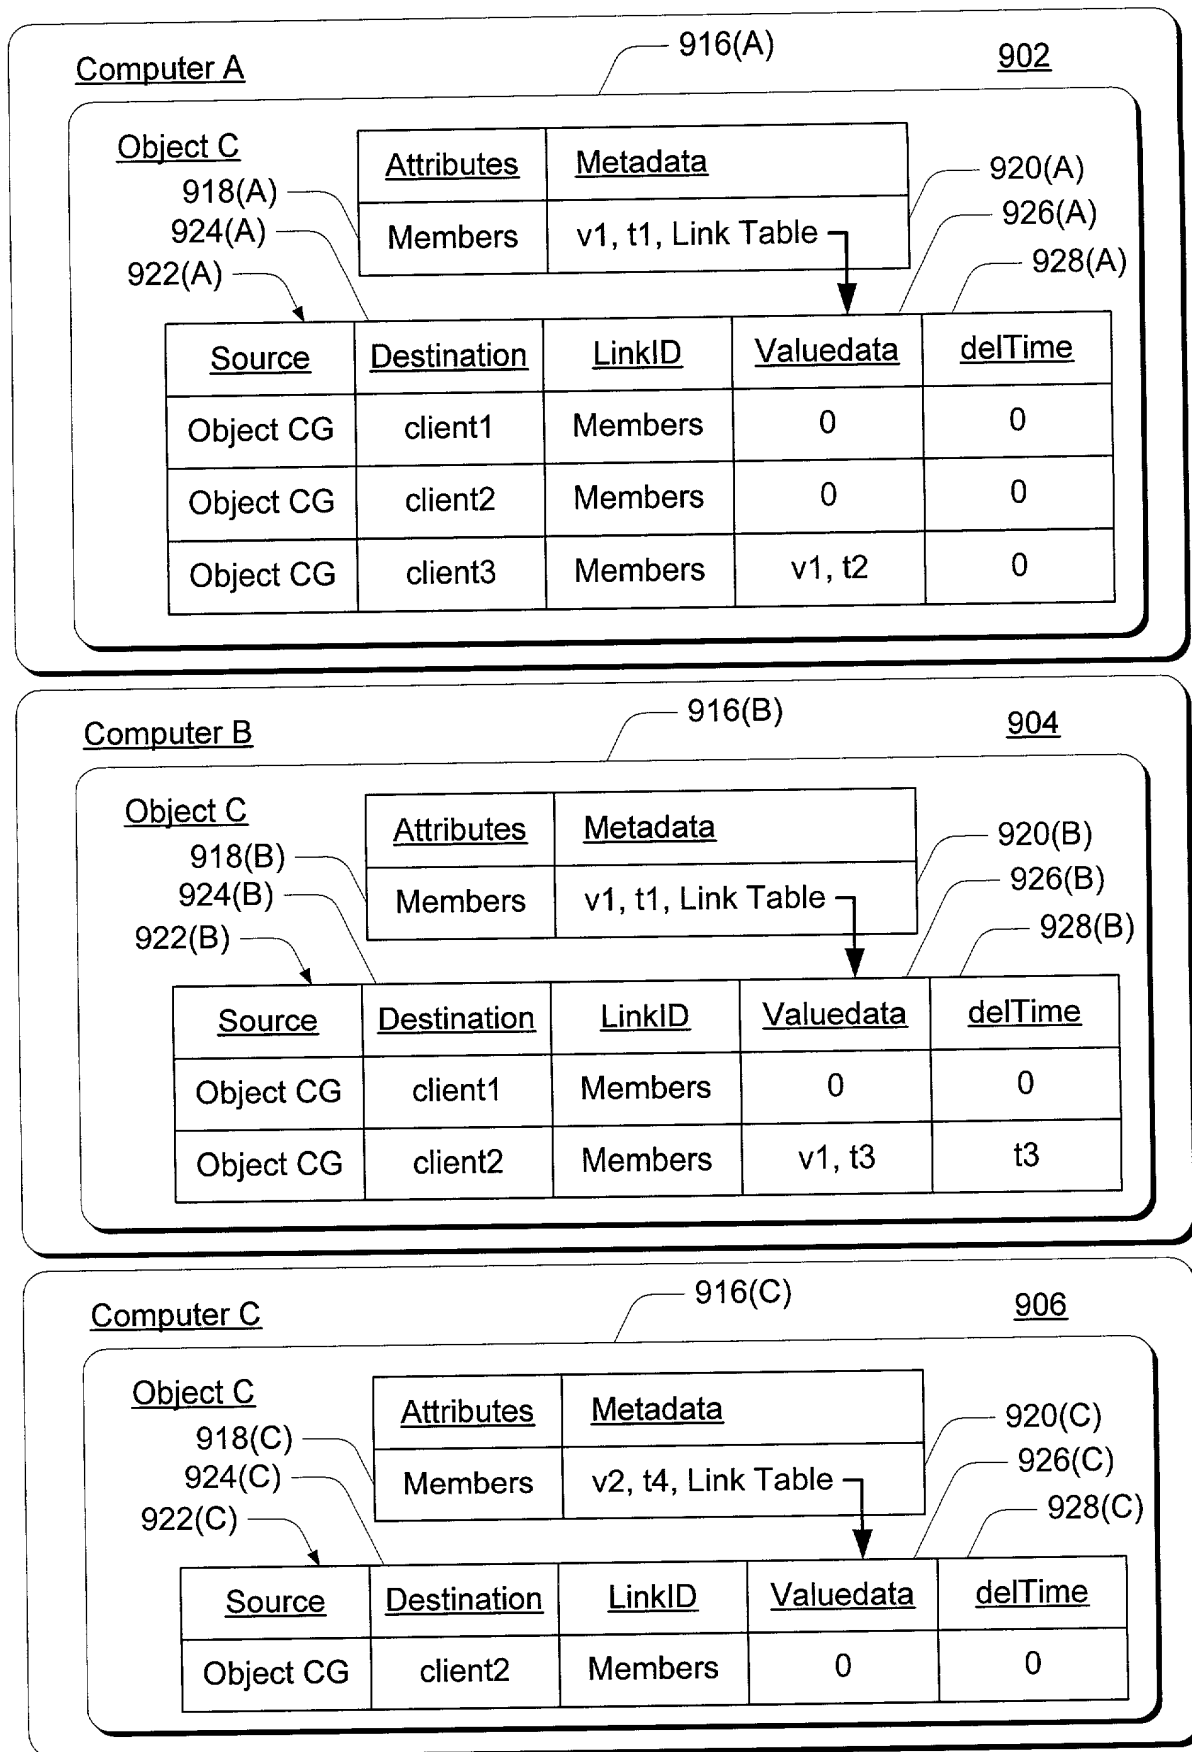 Computer A
916(A)
902
Object C
918(A)
924(A)
922(A)
Attributes Metadata
Members v1, t1, Link Table
920(A)
926(A)
928(A)
Source Destination LinkID Valuedata delTime
Object CG client1 Members 0 0
Object CG client2 Members 0 0
Object CG client3 Members v1, t2 0
Computer B
916(B)
904
Object C
918(B)
924(B)
922(B)
Attributes Metadata
Members v1, t1, Link Table
920(B)
926(B)
928(B)
Source Destination LinkID Valuedata delTime
Object CG client1 Members 0 0
Object CG client2 Members v1, t3 t3
Computer C
916(C)
906
Object C
918(C)
924(C)
922(C)
Attributes Metadata
Members v2, t4, Link Table
920(C)
926(C)
928(C)
Source Destination LinkID Valuedata delTime
Object CG client2 Members 0 0